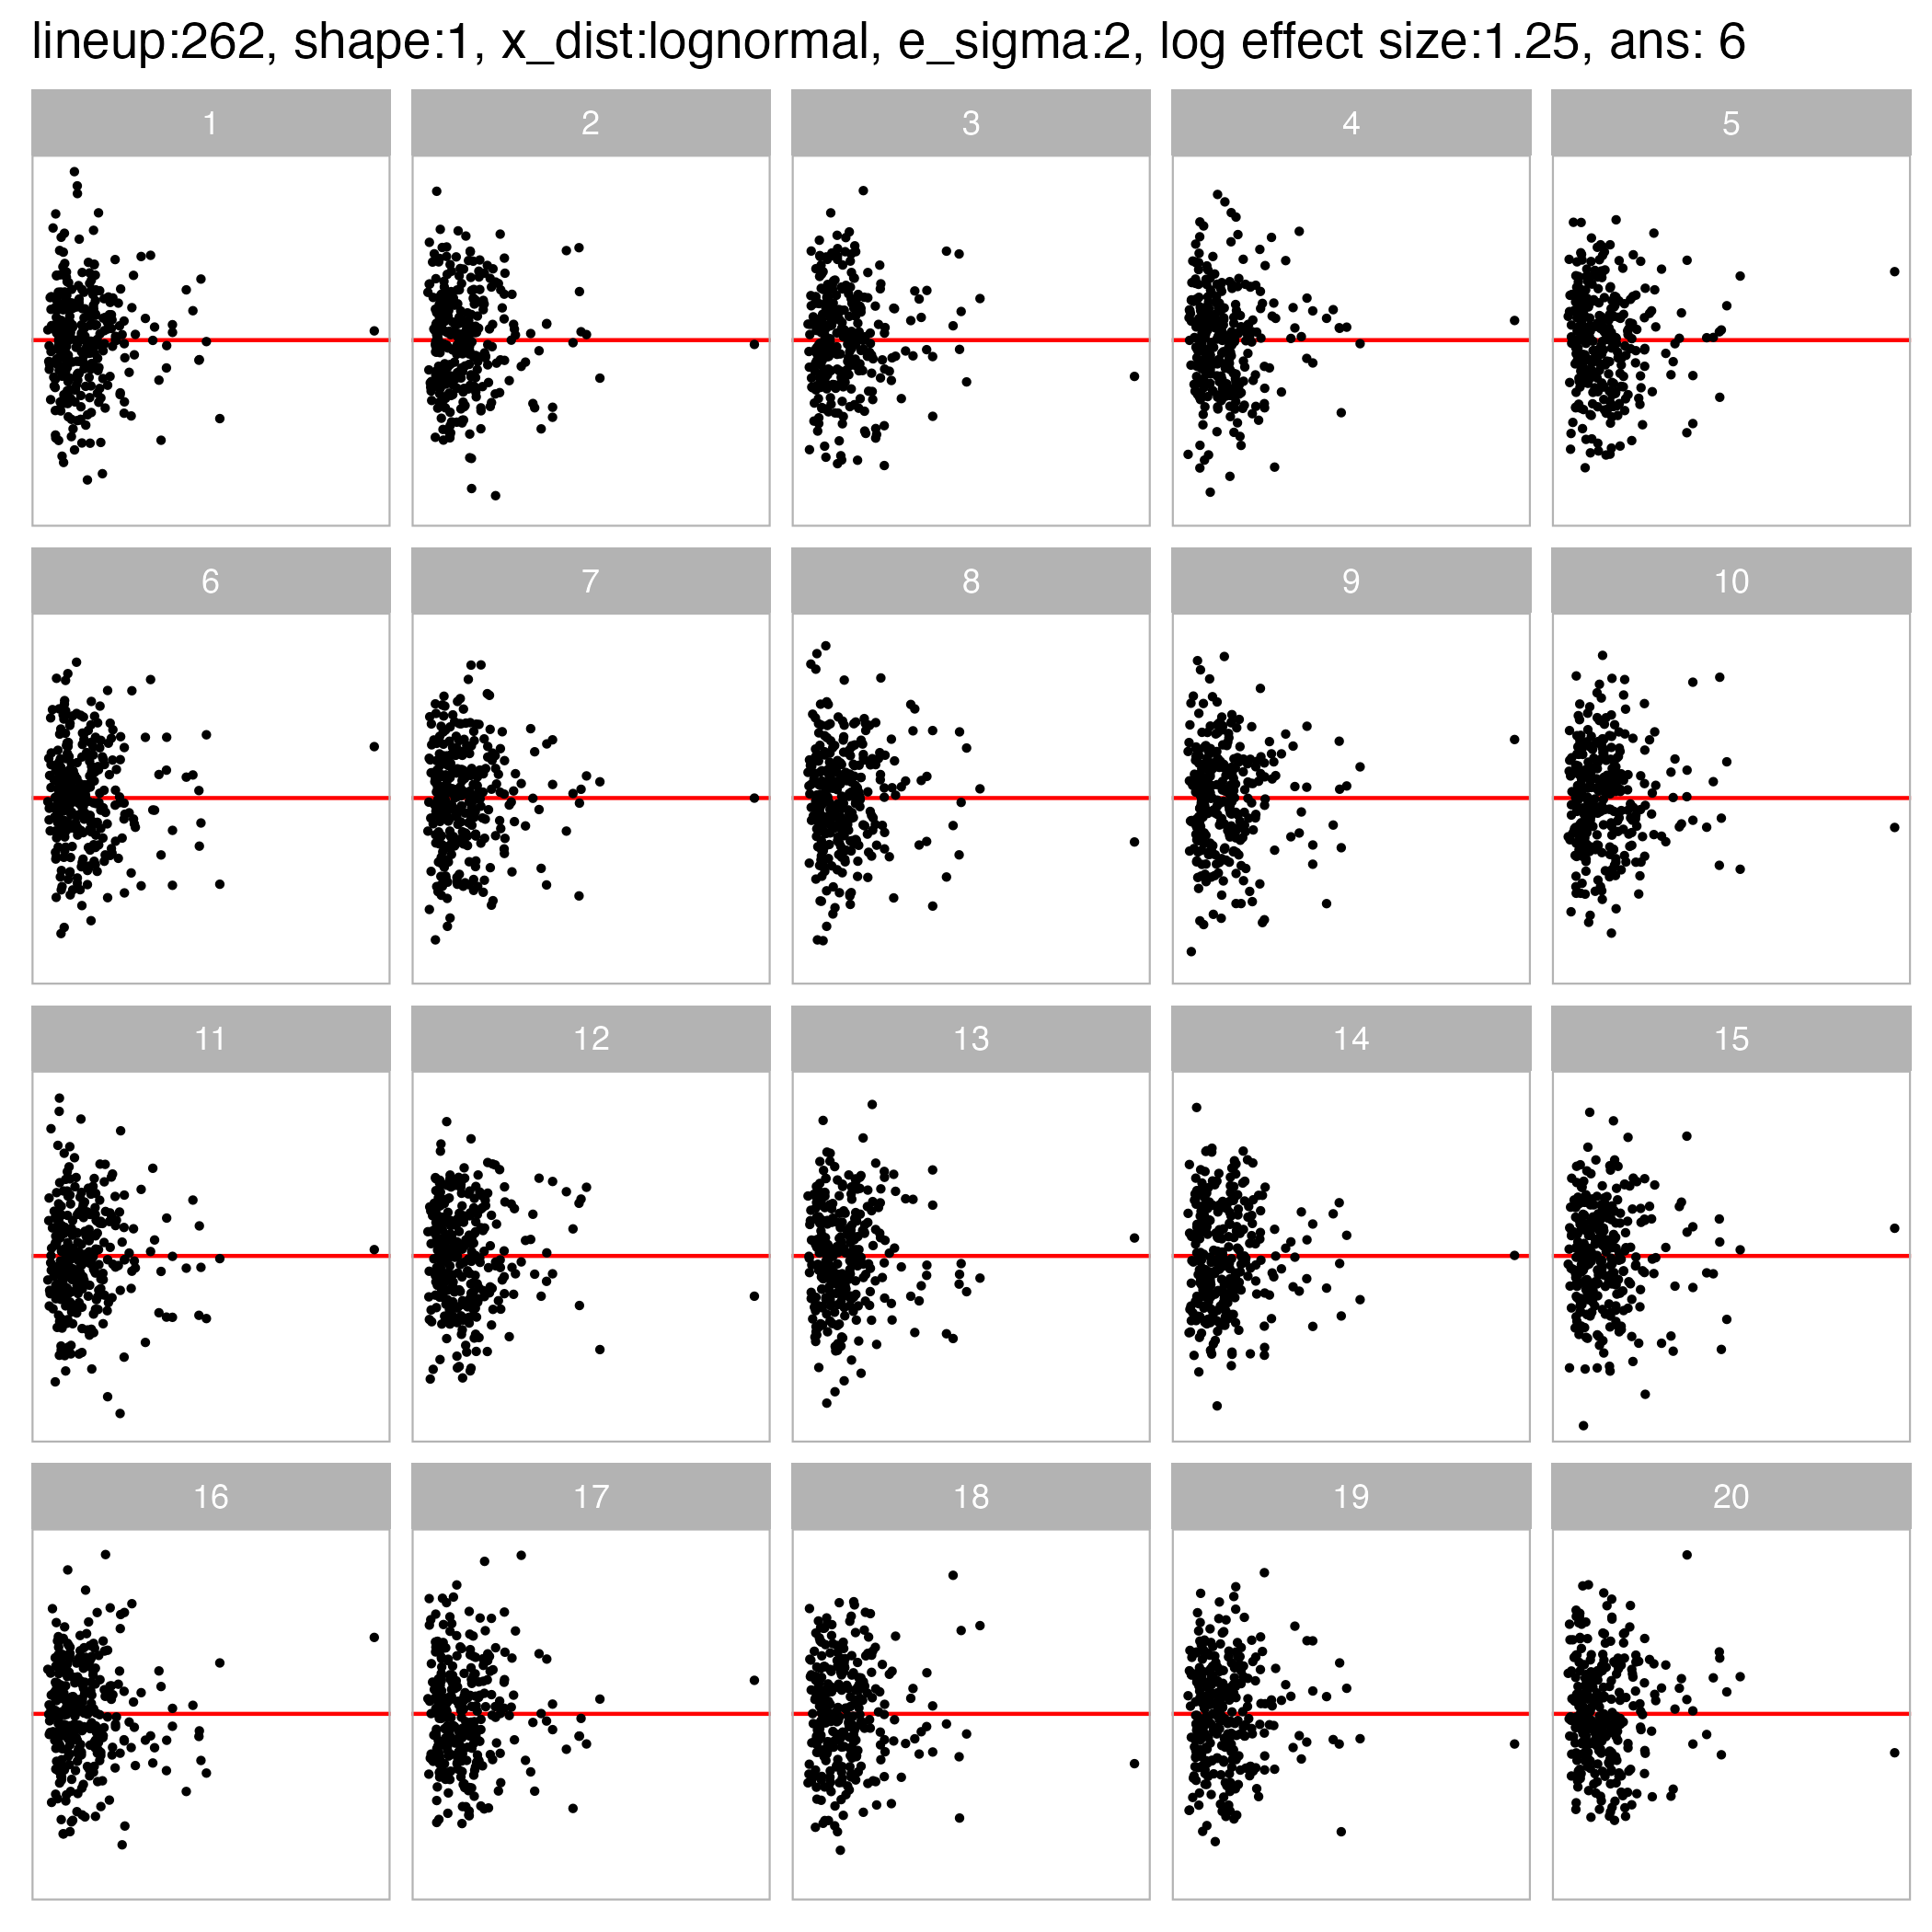 lineup:262, shape:1, x_dist:lognormal, e_sigma:2, log effect size:1.25, ans: 6
1 2 3 4 5
6 7 8 9 10
11 12 13 14 15
16 17 18 19 20